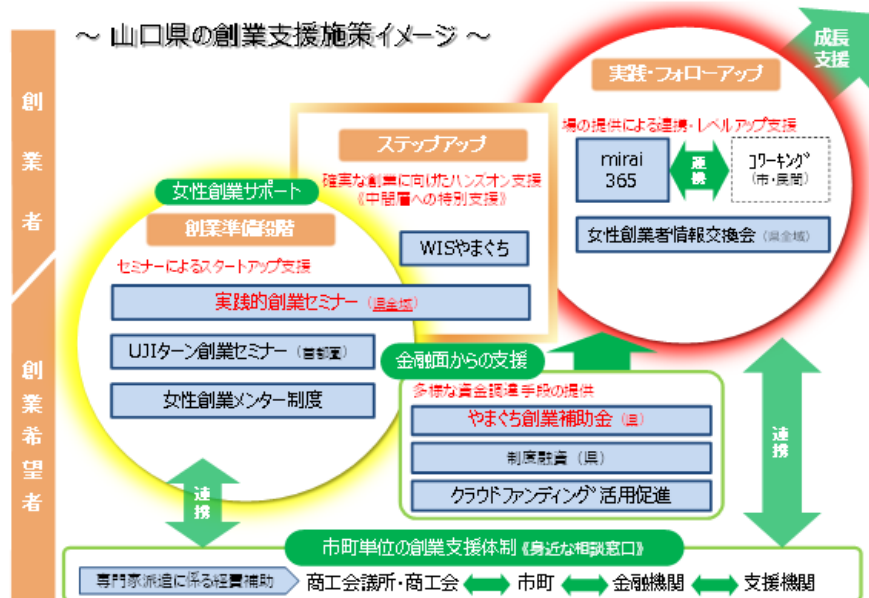 ～ 山口県の創業支援施策イメージ ～
成長
支援
創業者
創業希望者
実践・フォローアップ
場の提供による連携・レベルアップ支援
mirai
365
連携
コワーキング
(市・民間)
女性創業者情報交換会 (県全域)
ステップアップ
確実な創業に向けたハンズオン支援
《中間層への特別支援》
WISやまぐち
女性創業サポート
創業準備段階
セミナーによるスタートアップ支援
実践的創業セミナー (県全域)
UJIターン創業セミナー (首都圏)
女性創業メンター制度
金融面からの支援
多様な資金調達手段の提供
やまぐち創業補助金 (県)
制度融資 (県)
クラウドファンディング活用促進
連携
連携
市町単位の創業支援体制《身近な相談窓口》
専門家派遣に係る経費補助
商工会議所・商工会
市町
金融機関
支援機関